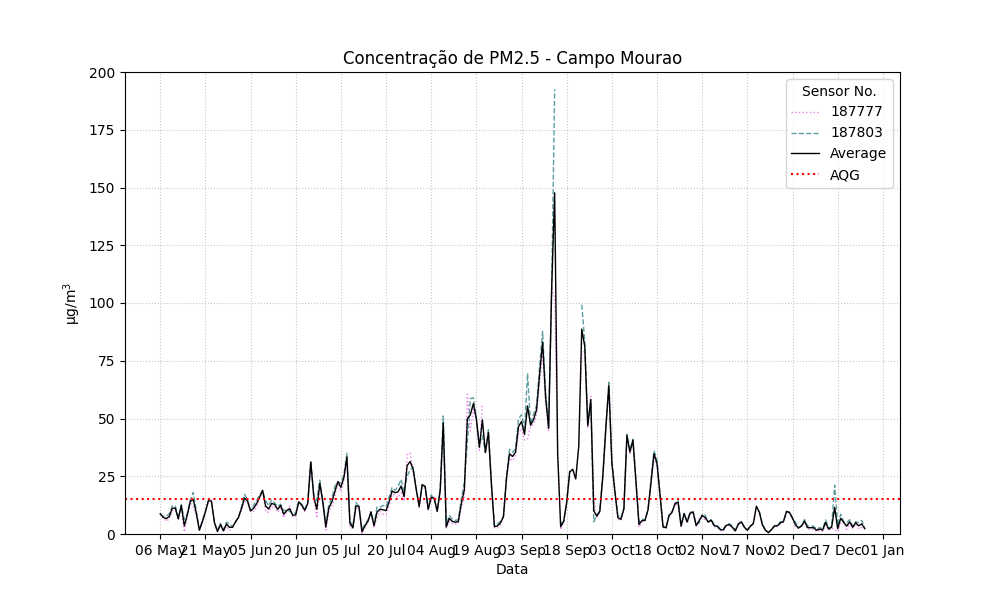 Concentração de PM2.5 - Campo Mourao
200
175
150
125
100
75
50
25
0
µg/m³
Sensor No.
187777
187803
Average
AQG
06 May 21 May 05 Jun 20 Jun 05 Jul 20 Jul 04 Aug 19 Aug 03 Sep 18 Sep 03 Oct 18 Oct 02 Nov 17 Nov 02 Dec 17 Dec 01 Jan
Data